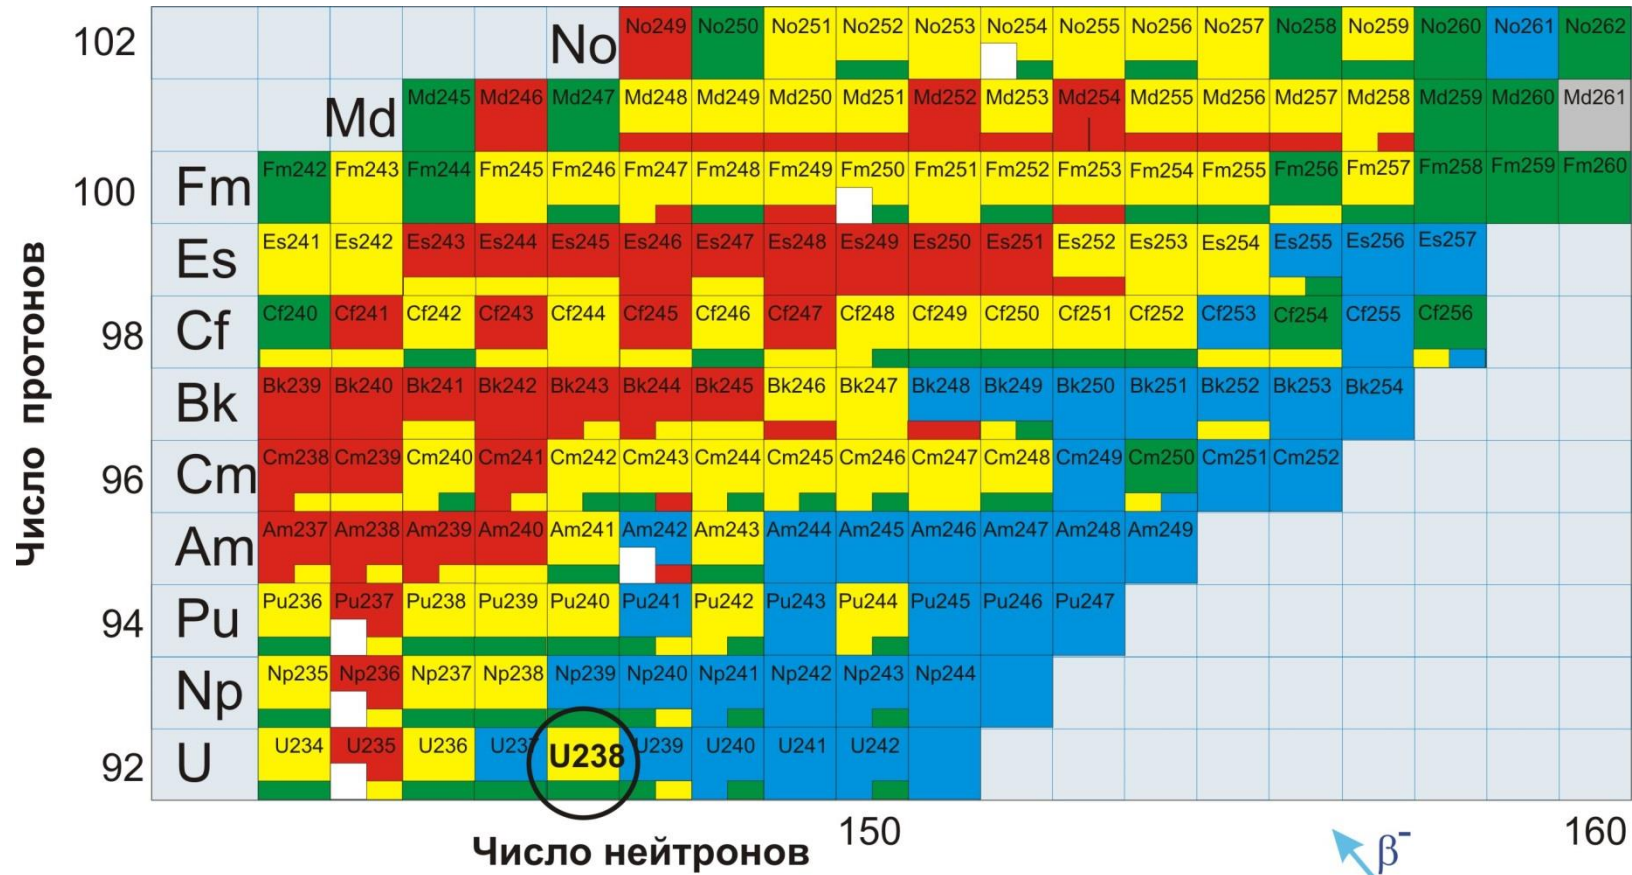 102 No No249 No250 No251 No252 No253 No254 No255 No256 No257 No258 No259 No260 No261 No262
Md Md245 Md246 Md247 Md248 Md249 Md250 Md251 Md252 Md253 Md254 Md255 Md256 Md257 Md258 Md259 Md260 Md261
100 Fm Fm242 Fm243 Fm244 Fm245 Fm246 Fm247 Fm248 Fm249 Fm250 Fm251 Fm252 Fm253 Fm254 Fm255 Fm256 Fm257 Fm258 Fm259 Fm260
Es Es241 Es242 Es243 Es244 Es245 Es246 Es247 Es248 Es249 Es250 Es251 Es252 Es253 Es254 Es255 Es256 Es257
98 Cf Cf240 Cf241 Cf242 Cf243 Cf244 Cf245 Cf246 Cf247 Cf248 Cf249 Cf250 Cf251 Cf252 Cf253 Cf254 Cf255 Cf256
Bk Bk239 Bk240 Bk241 Bk242 Bk243 Bk244 Bk245 Bk246 Bk247 Bk248 Bk249 Bk250 Bk251 Bk252 Bk253 Bk254
96 Cm Cm238 Cm239 Cm240 Cm241 Cm242 Cm243 Cm244 Cm245 Cm246 Cm247 Cm248 Cm249 Cm250 Cm251 Cm252
Am Am237 Am238 Am239 Am240 Am241 Am242 Am243 Am244 Am245 Am246 Am247 Am248 Am249
94 Pu Pu236 Pu237 Pu238 Pu239 Pu240 Pu241 Pu242 Pu243 Pu244 Pu245 Pu246 Pu247
Np Np235 Np236 Np237 Np238 Np239 Np240 Np241 Np242 Np243 Np244
92 U U234 U235 U236 U237 U238 U239 U240 U241 U242
Число протонов
150 160
Число нейтронов
β-